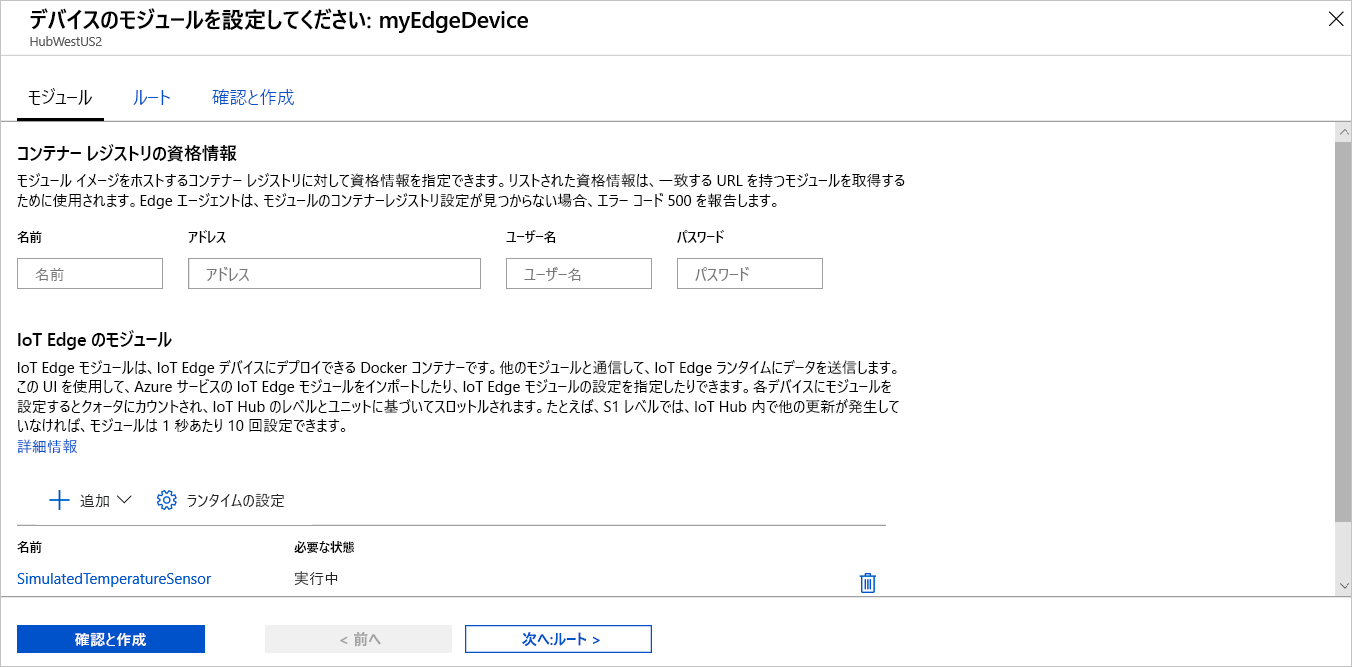 デバイスのモジュールを設定してください: myEdgeDevice
HubWestUS2
モジュール ルート 確認と作成
コンテナー レジストリの資格情報
モジュール イメージをホストするコンテナー レジストリに対して資格情報を指定できます。リストされた資格情報は、一致する URL を持つモジュールを取得する
ために使用されます。Edge エージェントは、モジュールのコンテナーレジストリ設定が見つからない場合、エラー コード 500 を報告します。
名前 アドレス ユーザー名 パスワード
名前 アドレス ユーザー名 パスワード
IoT Edge のモジュール
IoT Edge モジュールは、IoT Edge デバイスにデプロイできる Docker コンテナーです。他のモジュールと通信して、IoT Edge ランタイムにデータを送信します。
この UI を使用して、Azure サービスの IoT Edge モジュールをインポートしたり、IoT Edge モジュールの設定を指定したりできます。各デバイスにモジュールを
設定するとクォータにカウントされ、IoT Hub のレベルとユニットに基づいてスロットルされます。たとえば、S1 レベルでは、IoT Hub 内で他の更新が発生して
いなければ、モジュールは 1 秒あたり 10 回設定できます。
詳細情報
追加 ランタイムの設定
名前 必要な状態
SimulatedTemperatureSensor 実行中
確認と作成 < 前へ 次へ:ルート >